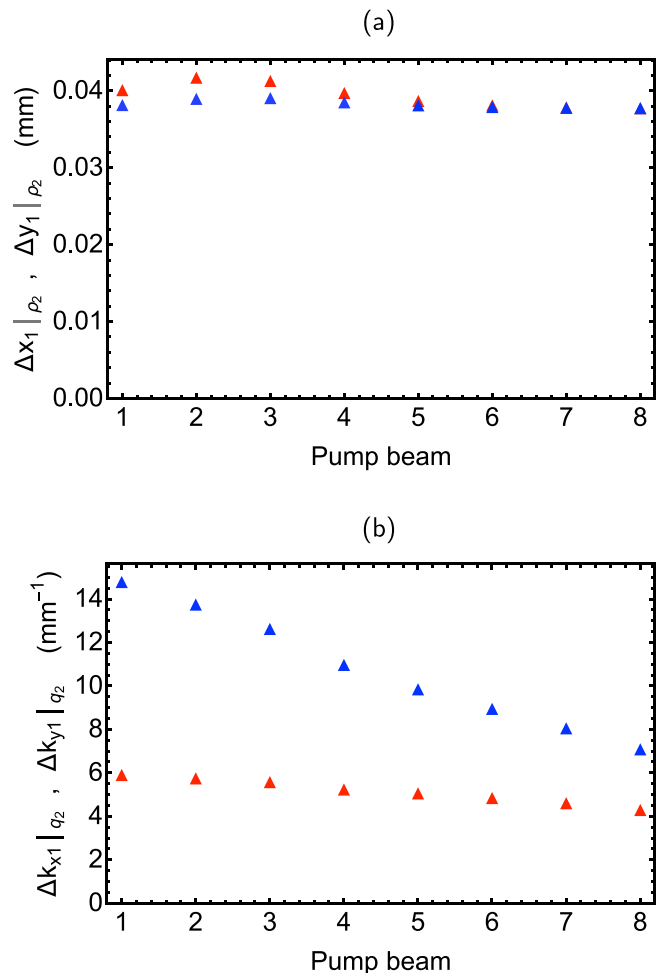 (a)
Δx₁|ρ₂ , Δy₁|ρ₂ (mm)
0.04
0.03
0.02
0.01
0.00
1 2 3 4 5 6 7 8
Pump beam
(b)
Δkₓ₁|q₂ , Δk_y1|q₂ (mm⁻¹)
14
12
10
8
6
4
2
0
1 2 3 4 5 6 7 8
Pump beam